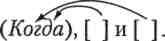 (Когда), [ ] и [ ].